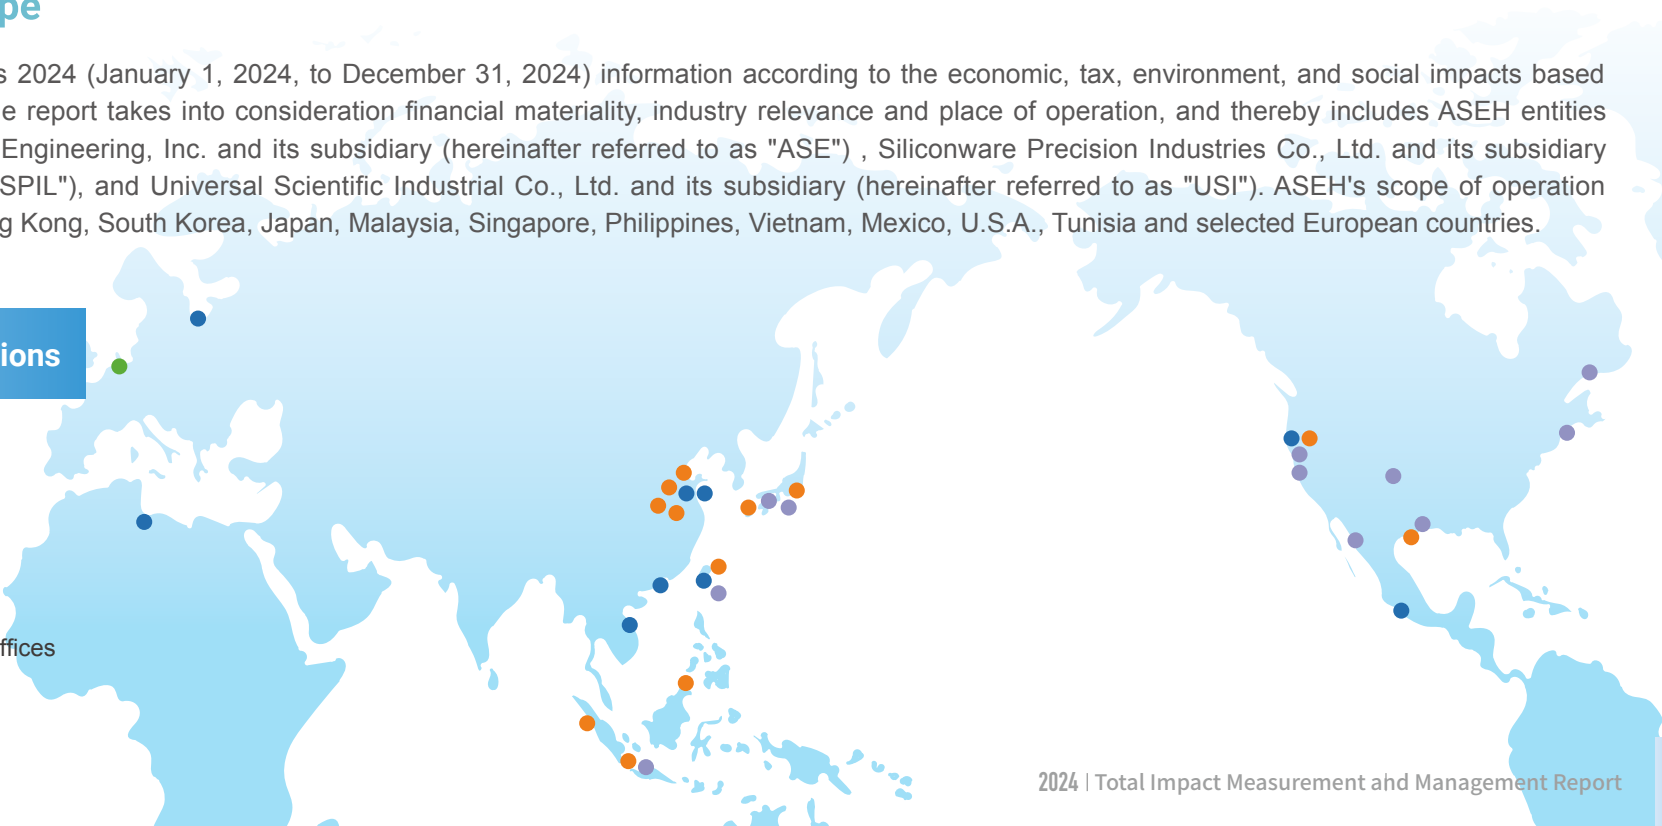 pe
s 2024 (January 1, 2024, to December 31, 2024) information according to the economic, tax, environment, and social impacts based
e report takes into consideration financial materiality, industry relevance and place of operation, and thereby includes ASEH entities
Engineering, Inc. and its subsidiary (hereinafter referred to as "ASE") , Siliconware Precision Industries Co., Ltd. and its subsidiary
SPIL"), and Universal Scientific Industrial Co., Ltd. and its subsidiary (hereinafter referred to as "USI"). ASEH's scope of operation
g Kong, South Korea, Japan, Malaysia, Singapore, Philippines, Vietnam, Mexico, U.S.A., Tunisia and selected European countries.
ions
ffices
2024 | Total Impact Measurement and Management Report